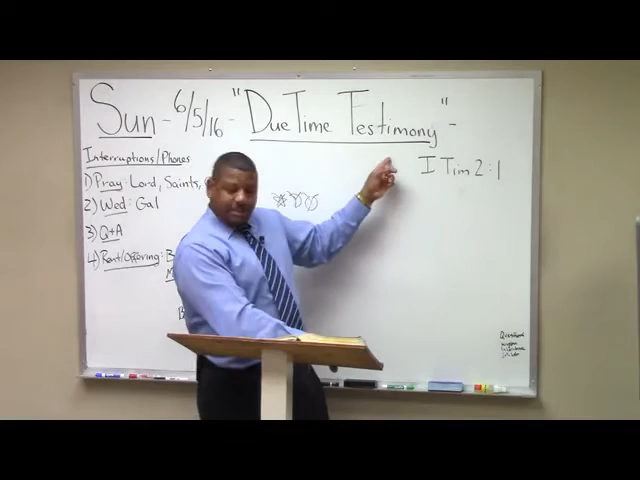 Sun - 6/5/16 - "Due Time Testimony" -
Interruptions/Phones
I Tim 2:1
1) Pray: Lord, Saints,
2) Wed: Gal
3) Q+A
4) Rent/Offering: B
Questions